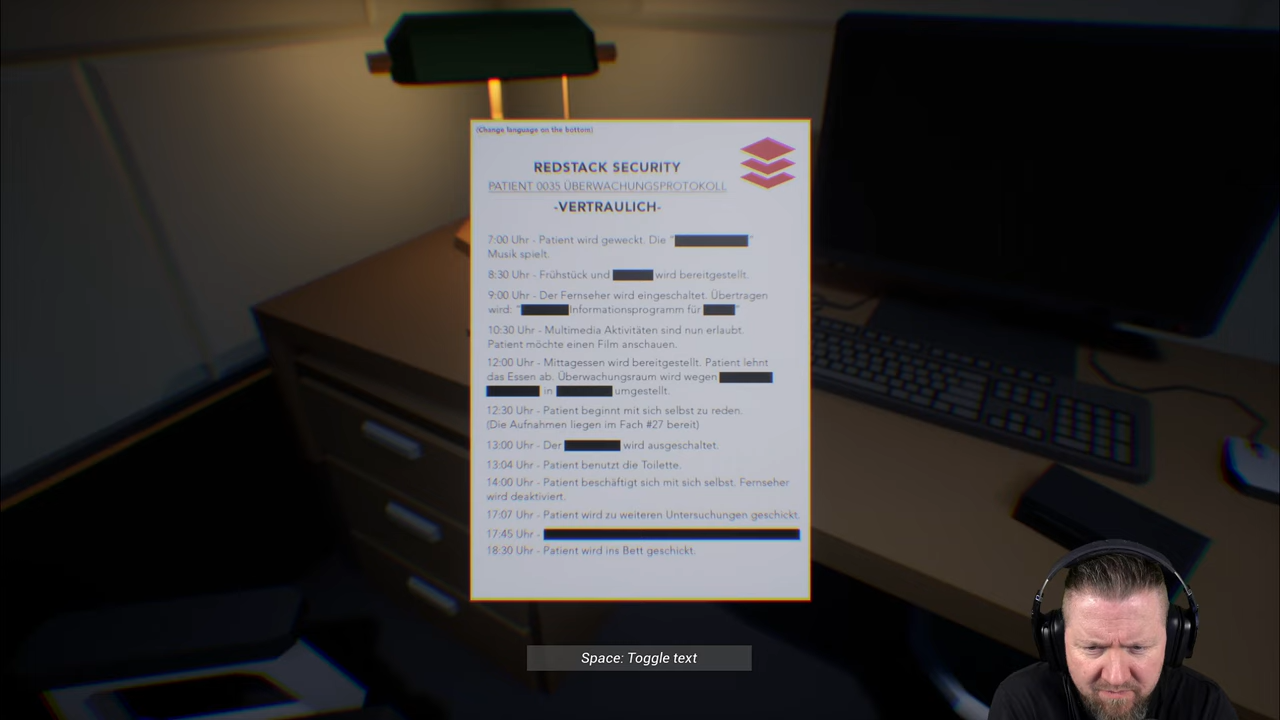 (Change language on the bottom)
REDSTACK SECURITY
PATIENT 0035 ÜBERWACHUNGSPROTOKOLL
-VERTRAULICH-
7:00 Uhr - Patient wird geweckt. Die " "
Musik spielt.
8:30 Uhr - Frühstück und wird bereitgestellt.
9:00 Uhr - Der Fernseher wird eingeschaltet. Übertragen
wird: " Informationsprogramm für "
10:30 Uhr - Multimedia Aktivitäten sind nun erlaubt.
Patient möchte einen Film anschauen.
12:00 Uhr - Mittagessen wird bereitgestellt. Patient lehnt
das Essen ab. Überwachungsraum wird wegen
in umgestellt.
12:30 Uhr - Patient beginnt mit sich selbst zu reden.
(Die Aufnahmen liegen im Fach #27 bereit)
13:00 Uhr - Der wird ausgeschaltet.
13:04 Uhr - Patient benutzt die Toilette.
14:00 Uhr - Patient beschäftigt sich mit sich selbst. Fernseher
wird deaktiviert.
17:07 Uhr - Patient wird zu weiteren Untersuchungen geschickt.
17:45 Uhr -
18:30 Uhr - Patient wird ins Bett geschickt.
Space: Toggle text